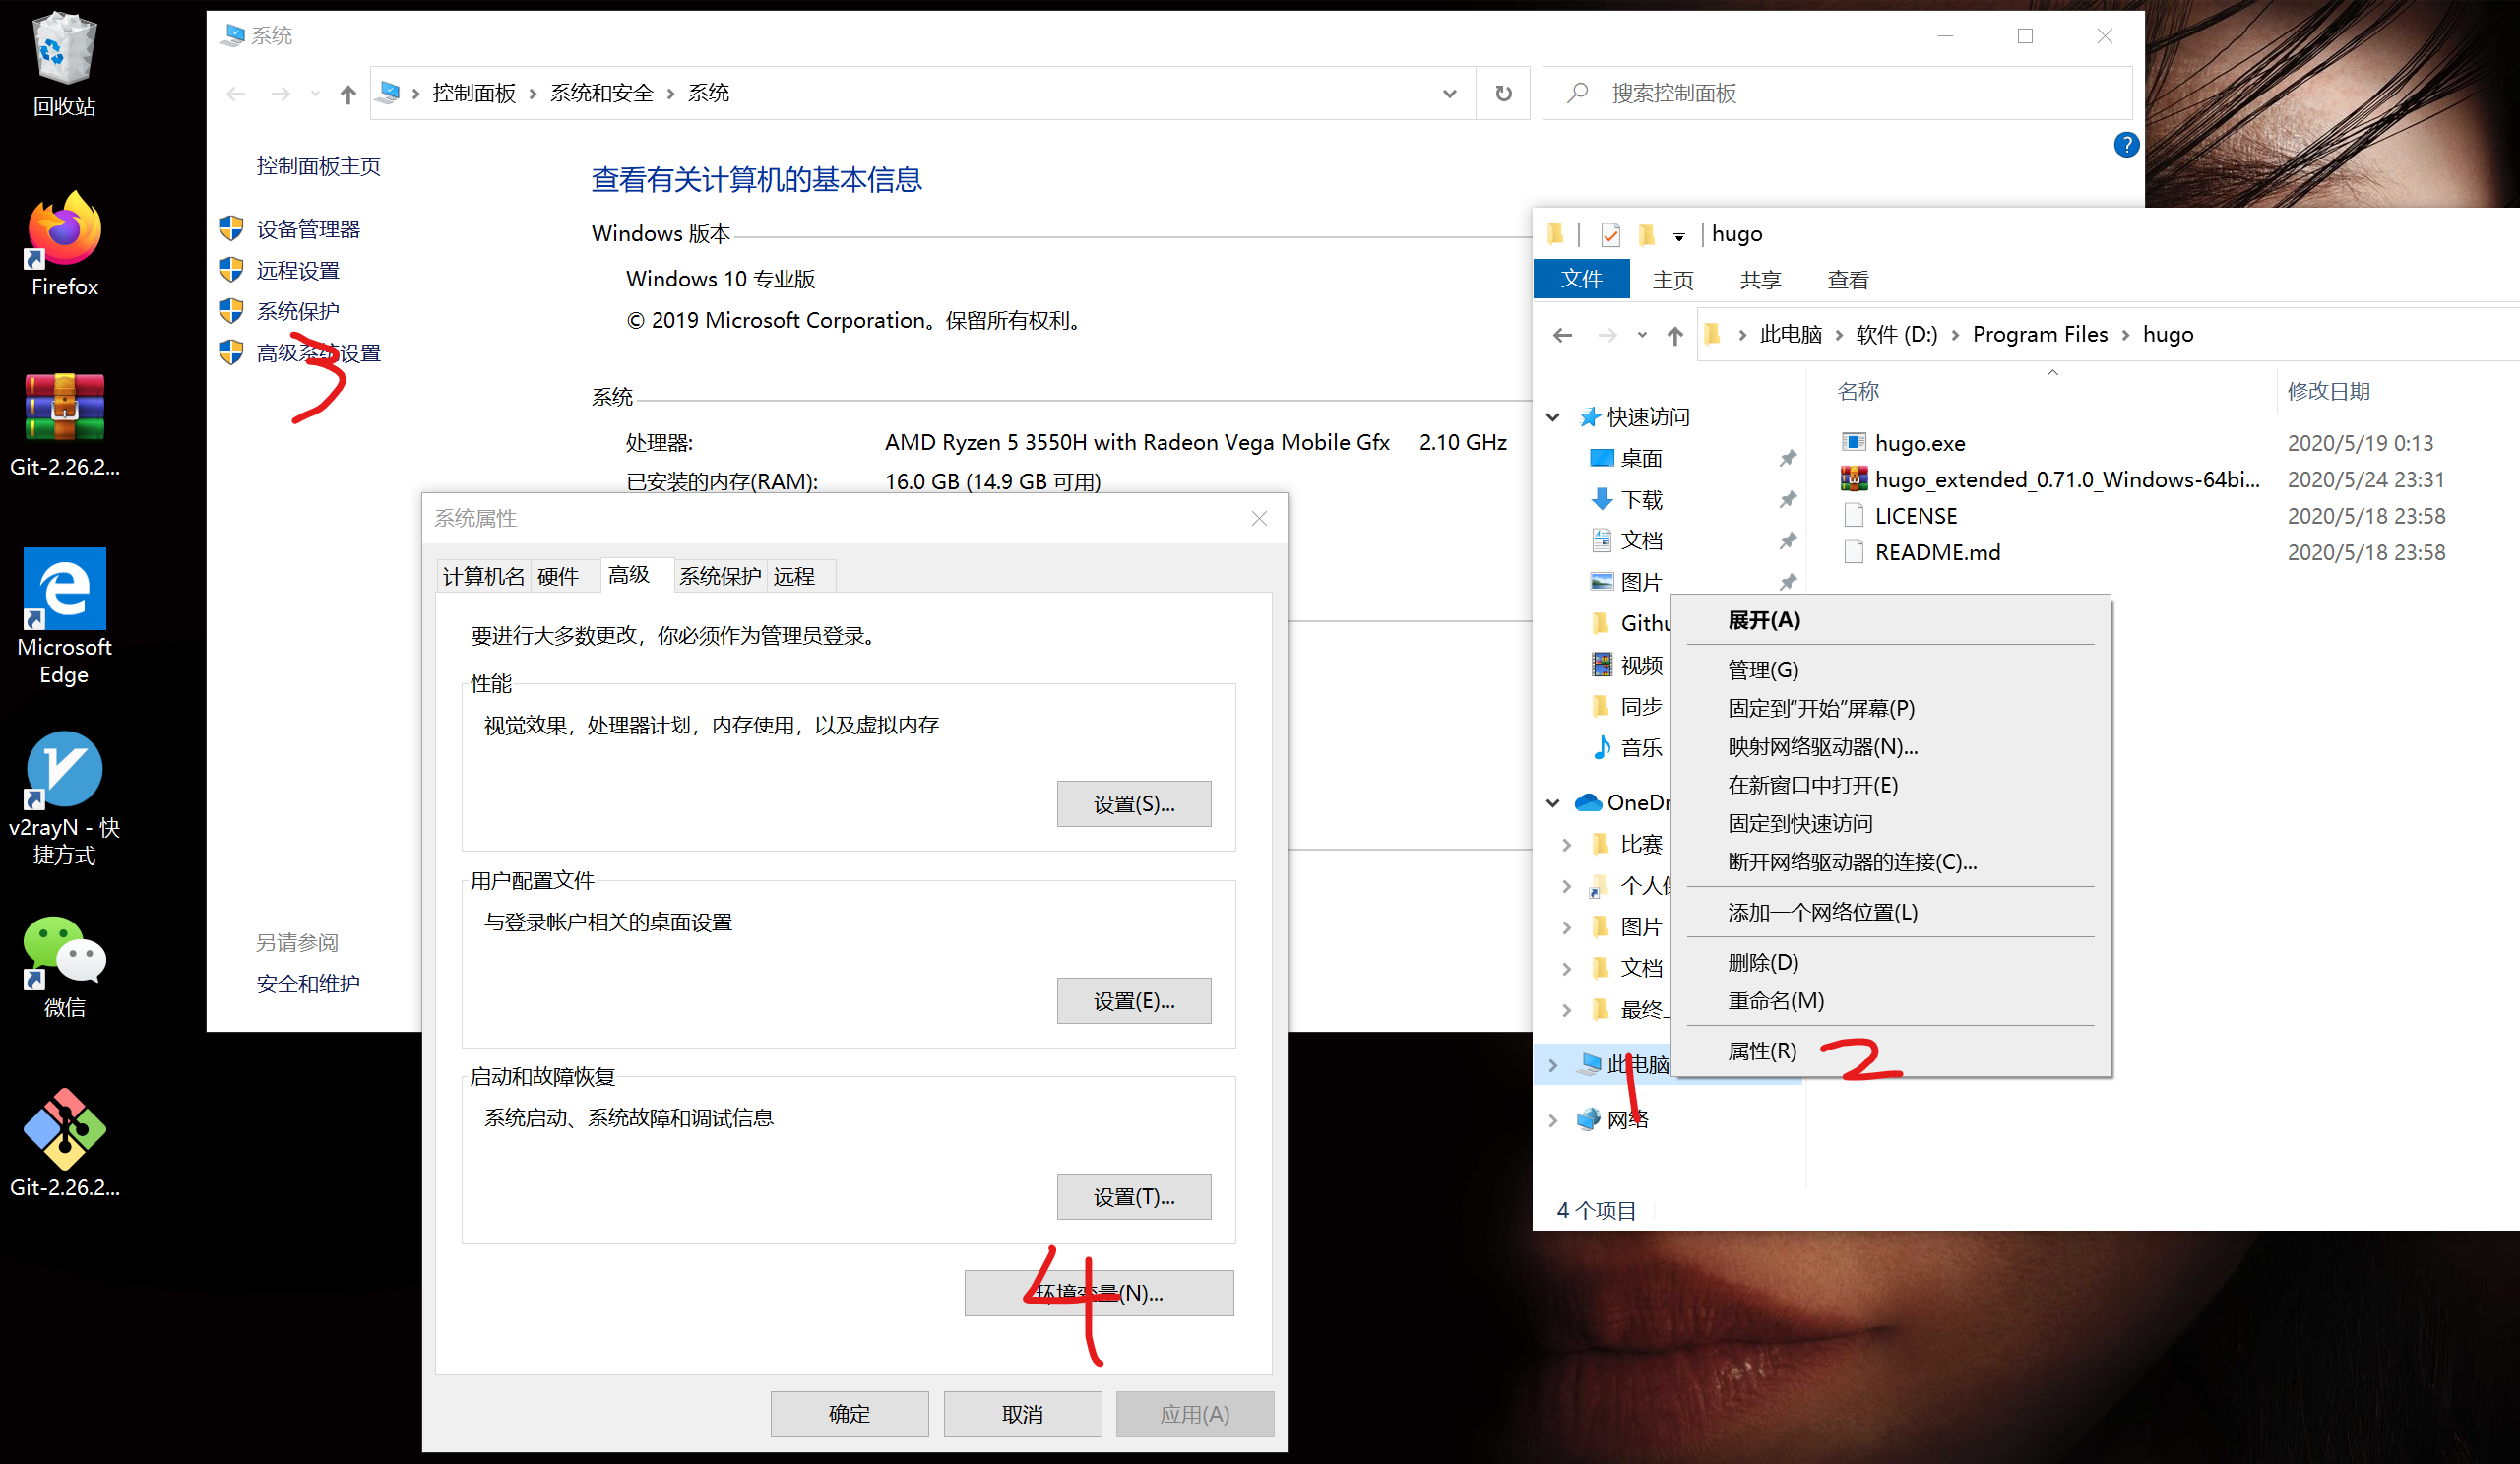 回收站
Firefox
Git-2.26.2...
Microsoft
Edge
v2rayN - 快
捷方式
微信
Git-2.26.2...
系统
控制面板 › 系统和安全 › 系统
搜索控制面板
控制面板主页
设备管理器
远程设置
系统保护
高级系统设置
3
另请参阅
安全和维护
查看有关计算机的基本信息
Windows 版本
Windows 10 专业版
© 2019 Microsoft Corporation。保留所有权利。
系统
处理器: AMD Ryzen 5 3550H with Radeon Vega Mobile Gfx 2.10 GHz
已安装的内存(RAM): 16.0 GB (14.9 GB 可用)
系统属性
计算机名 硬件 高级 系统保护 远程
要进行大多数更改，你必须作为管理员登录。
性能
视觉效果，处理器计划，内存使用，以及虚拟内存
设置(S)...
用户配置文件
与登录帐户相关的桌面设置
设置(E)...
启动和故障恢复
系统启动、系统故障和调试信息
设置(T)...
环境变量(N)...
4
确定 取消 应用(A)
hugo
文件 主页 共享 查看
此电脑 › 软件 (D:) › Program Files › hugo
名称 修改日期
hugo.exe 2020/5/19 0:13
hugo_extended_0.71.0_Windows-64bi... 2020/5/24 23:31
LICENSE 2020/5/18 23:58
README.md 2020/5/18 23:58
快速访问
桌面
下载
文档
图片
Githu
视频
同步
音乐
OneDr
比赛
个人
图片
文档
最终_
此电脑
1
网络
4 个项目
展开(A)
管理(G)
固定到“开始”屏幕(P)
映射网络驱动器(N)...
在新窗口中打开(E)
固定到快速访问
断开网络驱动器的连接(C)...
添加一个网络位置(L)
删除(D)
重命名(M)
属性(R)
2